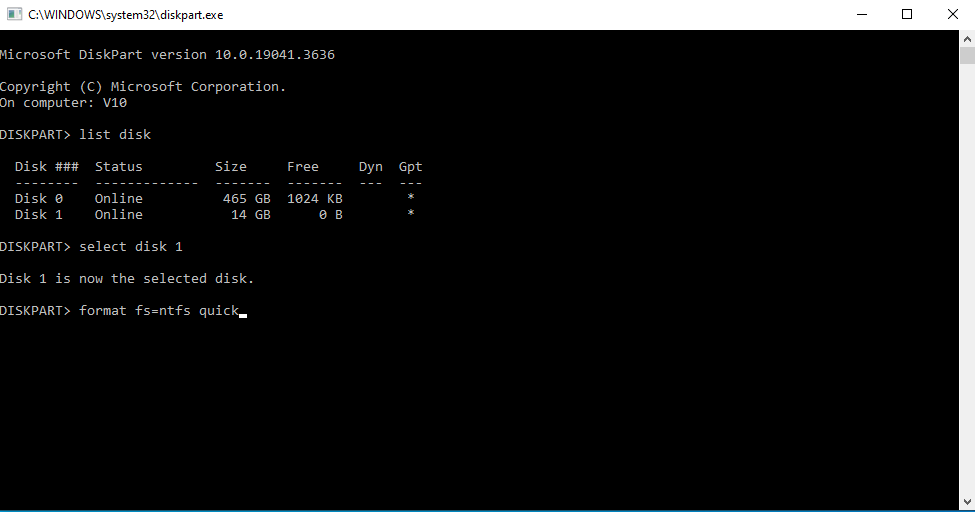 C:\WINDOWS\system32\diskpart.exe
Microsoft DiskPart version 10.0.19041.3636
Copyright (C) Microsoft Corporation.
On computer: V10
DISKPART> list disk
  Disk ###  Status         Size     Free     Dyn  Gpt
  --------  -------------  -------  -------  ---  ---
  Disk 0    Online          465 GB  1024 KB        *
  Disk 1    Online           14 GB      0 B        *
DISKPART> select disk 1
Disk 1 is now the selected disk.
DISKPART> format fs=ntfs quick